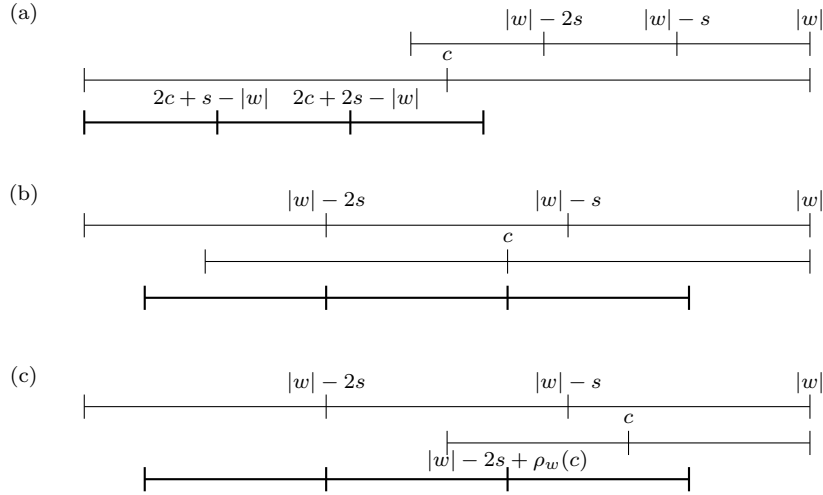 (a)
|w| − 2s |w| − s |w|
c
2c + s − |w| 2c + 2s − |w|
(b)
|w| − 2s |w| − s |w|
c
(c)
|w| − 2s |w| − s |w|
c
|w| − 2s + ρ_w(c)